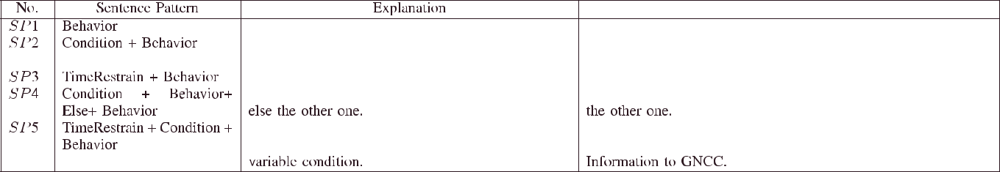 No. Sentence Pattern Explanation
SP1 Behavior
SP2 Condition + Behavior
SP3 TimeRestrain + Behavior
SP4 Condition + Behavior+
Else+ Behavior else the other one. the other one.
SP5 TimeRestrain + Condition +
Behavior
variable condition. Information to GNCC.